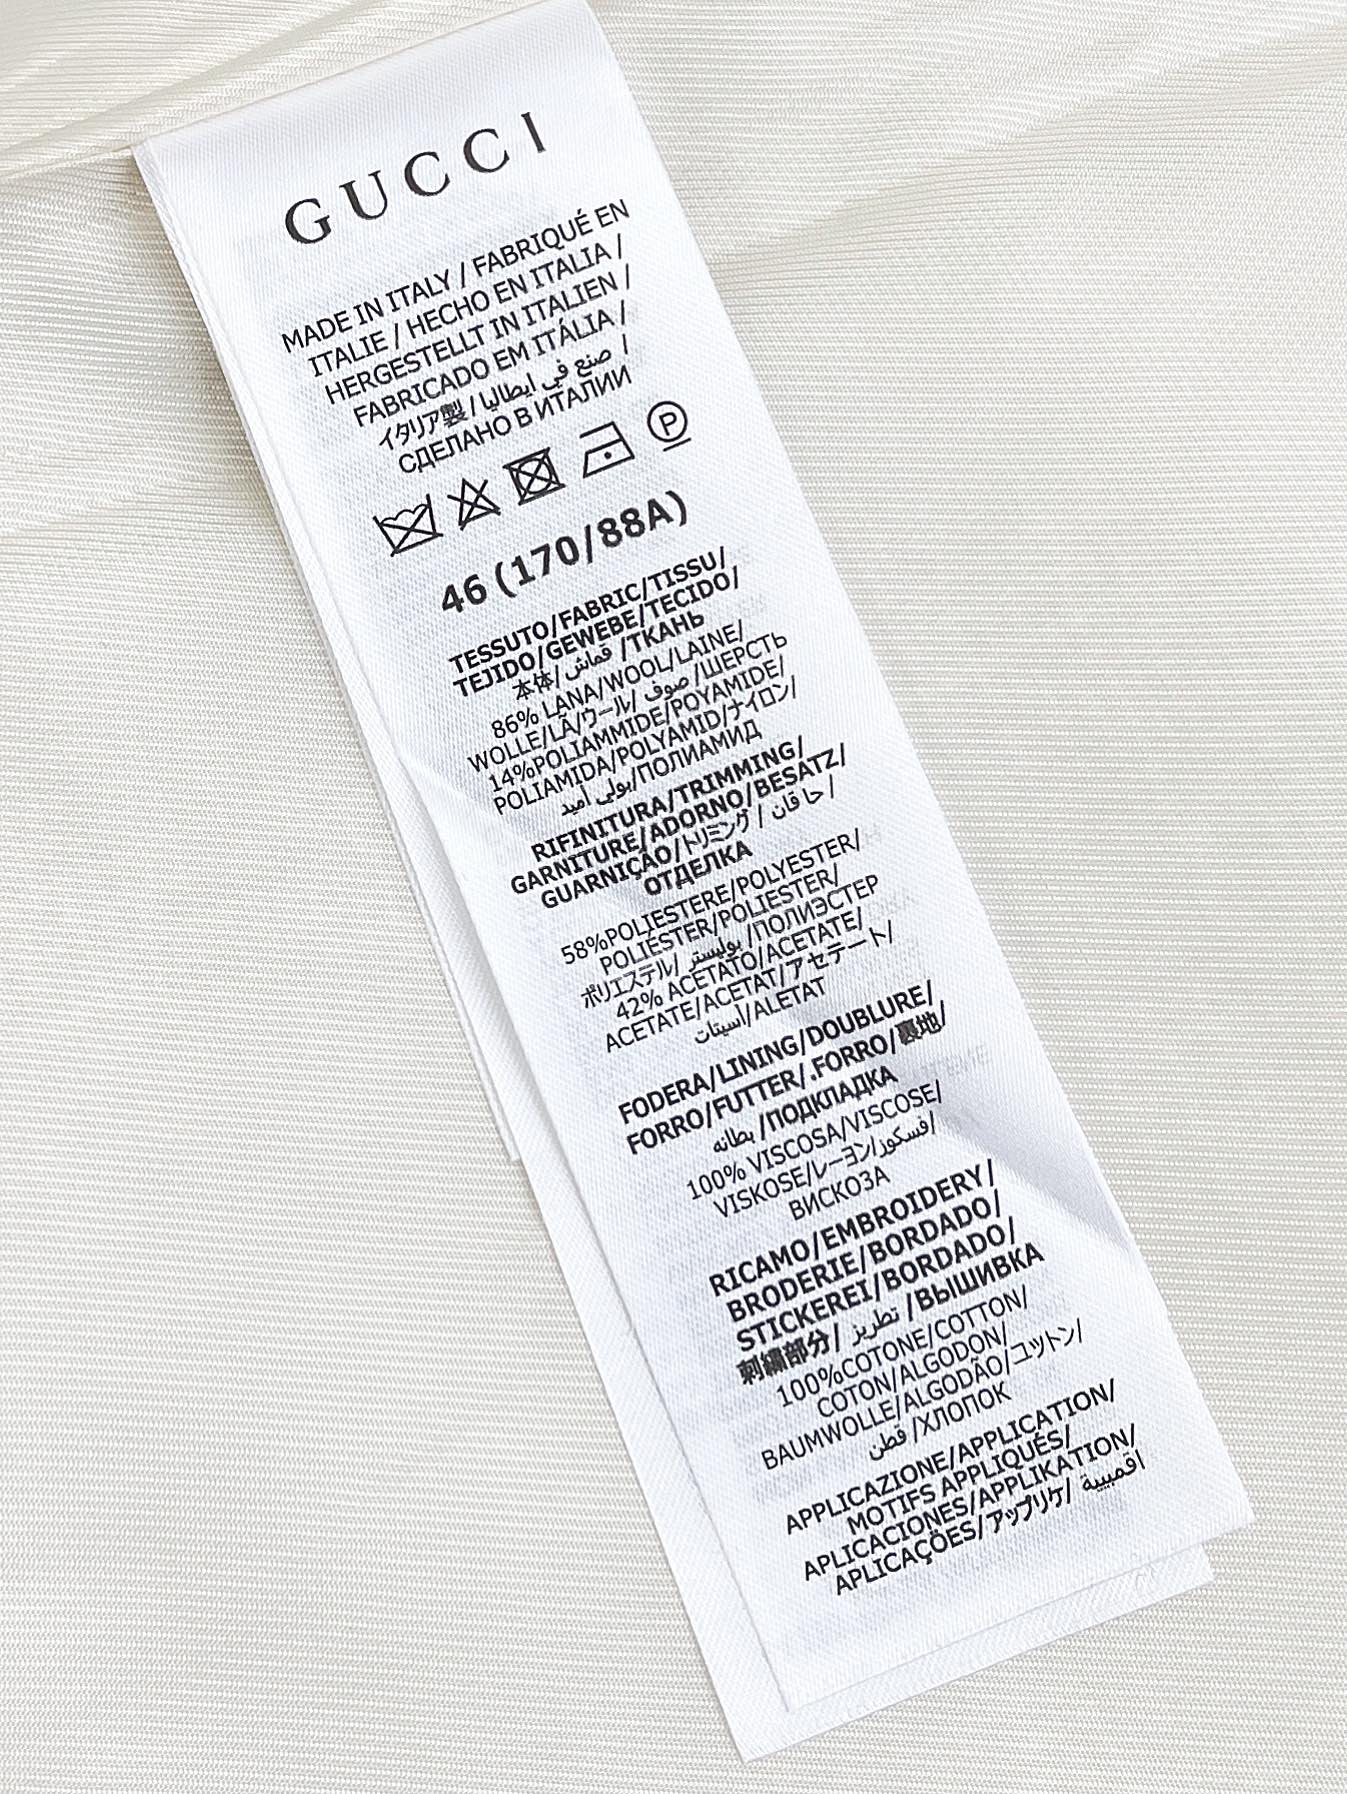 GUCCI
MADE IN ITALY / FABRIQUÉ EN
ITALIE / HECHO EN ITALIA /
HERGESTELLT IN ITALIEN /
FABRICADO EM ITÁLIA /
イタリア製 / صنع في ايطاليا /
СДЕЛАНО В ИТАЛИИ
P
46 (170/88A)
TESSUTO/FABRIC/TISSU/
TEJIDO/GEWEBE/TECIDO/
本体/ قماش /ТКАНЬ
86% LANA/WOOL/LAINE/
WOLLE/LÃ/ウール/ صوف /ШЕРСТЬ
14%POLIAMMIDE/POYAMIDE/
POLIAMIDA/POLYAMID/ナイロン/
بولي أميد/ПОЛИАМИД
RIFINITURA/TRIMMING/
GARNITURE/ADORNO/BESATZ/
GUARNIÇÃO/トリミング / حا قان /
ОТДЕЛКА
58%POLIESTERE/POLYESTER/
POLIÉSTER/POLIESTER/
ポリエステル/ بوليستر /ПОЛИЭСТЕР
42% ACETATO/ACETATE/
ACETATE/ACETAT/アセテート/
أسيتات/ALETAT
FODERA/LINING/DOUBLURE/
FORRO/FUTTER/.FORRO/裏地/
بطانه /ПОДКЛАДКА
100% VISCOSA/VISCOSE/
VISKOSE/レーヨン/فسكوز/
ВИСКОЗА
RICAMO/EMBROIDERY/
BRODERIE/BORDADO/
STICKEREI/BORDADO/
刺繍部分/ تطريز /ВЫШИВКА
100%COTONE/COTTON/
COTON/ALGODON/
BAUMWOLLE/ALGODÃO/コットン/
قطن /ХЛОПОК
APPLICAZIONE/APPLICATION/
MOTIFS APPLIQUÉS/
APLICACIONES/APPLIKATION/
APLICAÇÖES/アップリケ/ اقمبيية